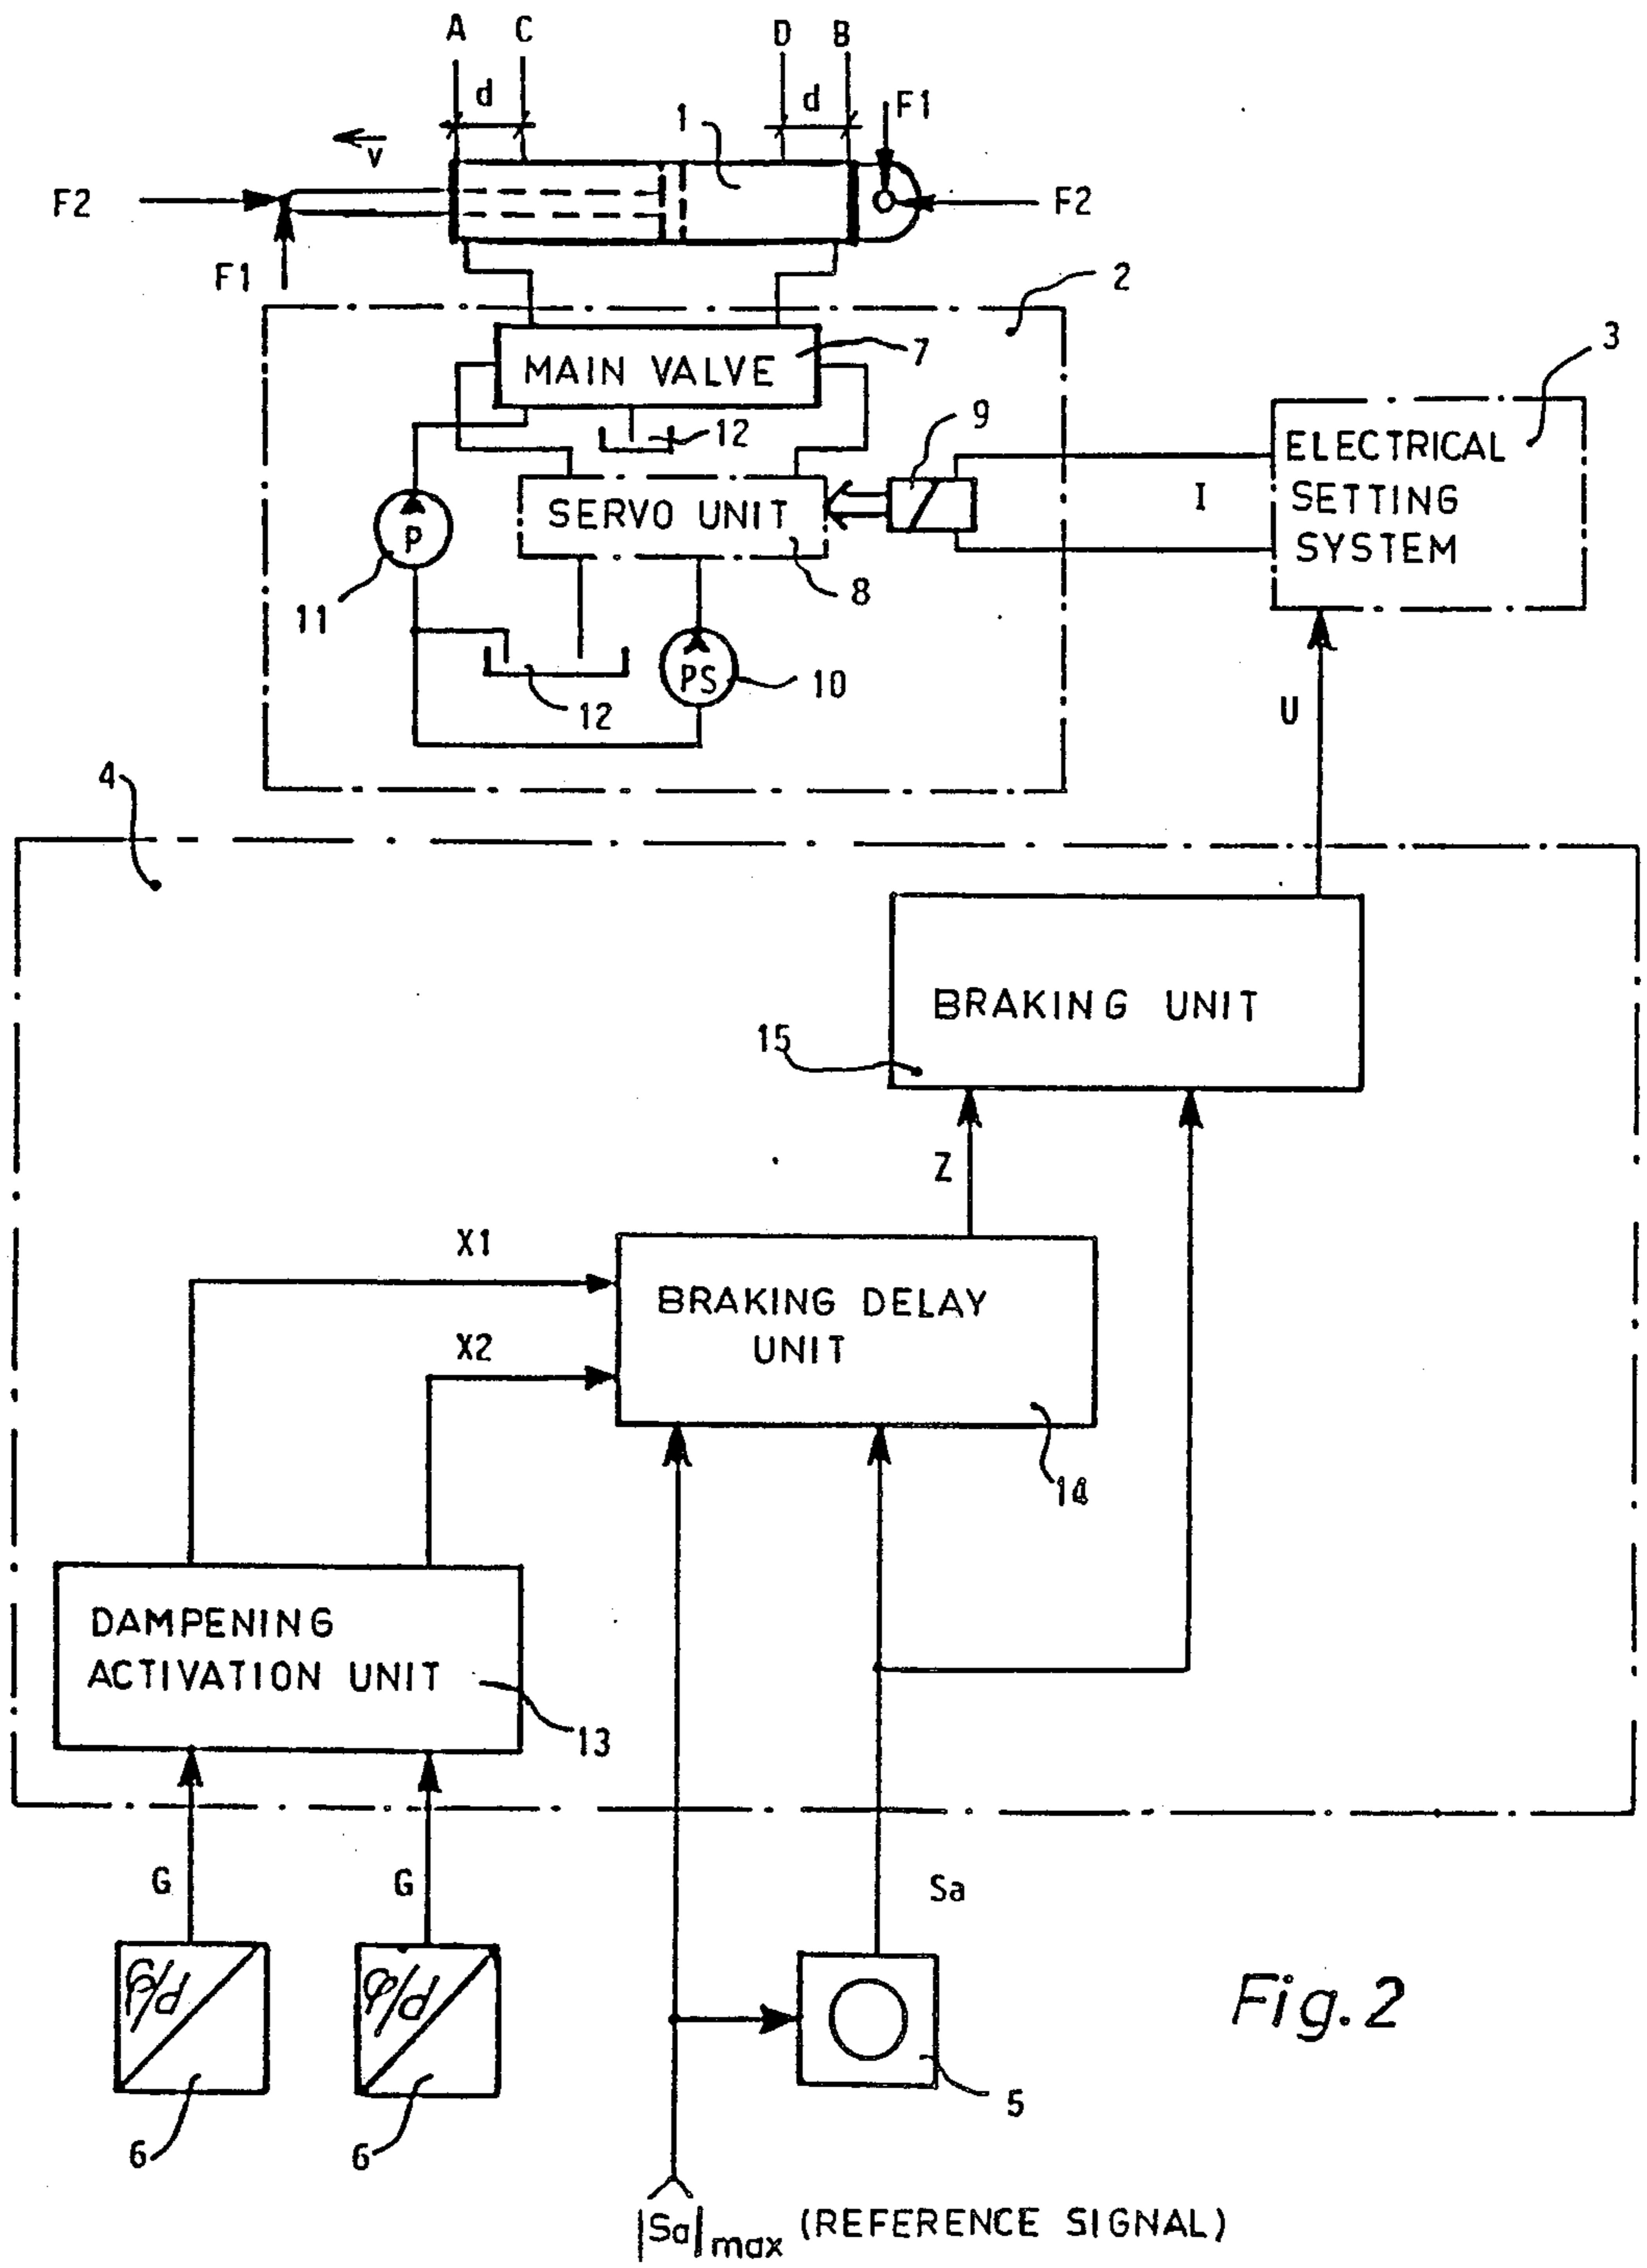 A C D B
d d
1
F1
v
F2
F2
F1
2
MAIN VALVE
7
3
12
9
ELECTRICAL
SETTING
SYSTEM
I
SERVO UNIT
P
8
11
PS
10
12
U
4
BRAKING UNIT
15
Z
X1
BRAKING DELAY
UNIT
X2
14
DAMPENING
ACTIVATION UNIT
13
G G
Sa
φ/d
Fig.2
5
6 6
|Sa|max (REFERENCE SIGNAL)